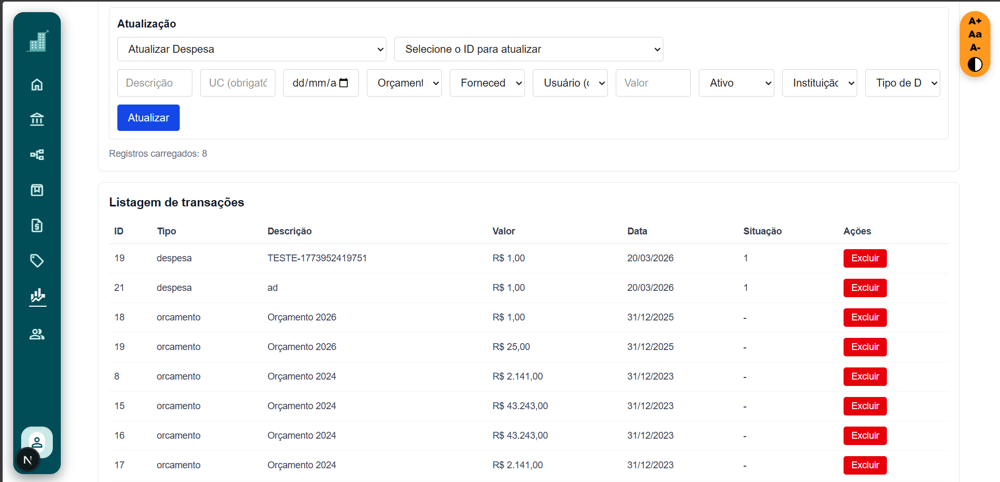 Atualização
Atualizar Despesa Selecione o ID para atualizar
Descrição UC (obrigató dd/mm/a Orçament Forneced Usuário (c Valor Ativo Instituiçãc Tipo de D
Atualizar
Registros carregados: 8
Listagem de transações
ID Tipo Descrição Valor Data Situação Ações
19 despesa TESTE-1773952419751 R$ 1,00 20/03/2026 1 Excluir
21 despesa ad R$ 1,00 20/03/2026 1 Excluir
18 orcamento Orçamento 2026 R$ 1,00 31/12/2025 - Excluir
19 orcamento Orçamento 2026 R$ 25,00 31/12/2025 - Excluir
8 orcamento Orçamento 2024 R$ 2.141,00 31/12/2023 - Excluir
15 orcamento Orçamento 2024 R$ 43.243,00 31/12/2023 - Excluir
16 orcamento Orçamento 2024 R$ 43.243,00 31/12/2023 - Excluir
17 orcamento Orçamento 2024 R$ 2.141,00 31/12/2023 - Excluir
A+
Aa
A-
N